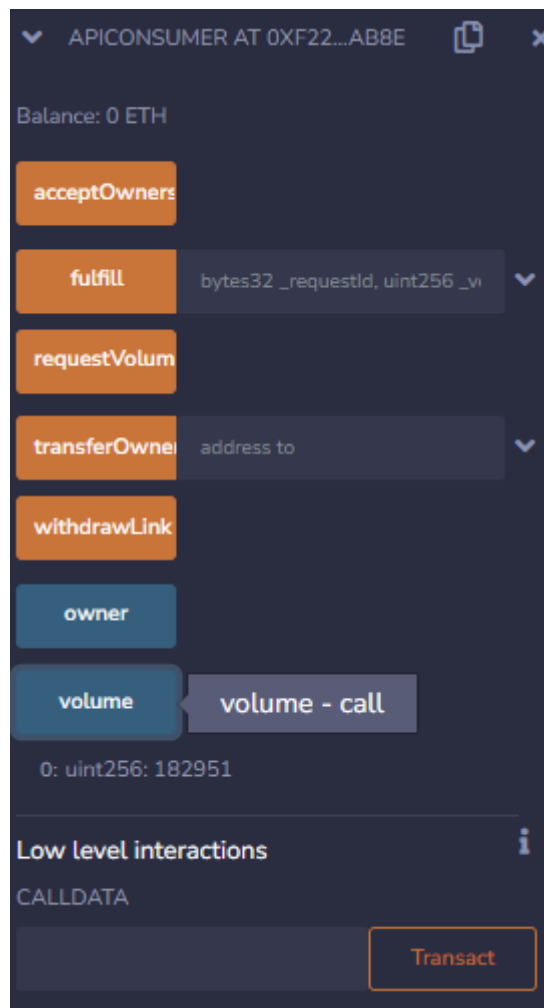 APICONSUMER AT 0XF22...AB8E
Balance: 0 ETH
acceptOwners
fulfill bytes32 _requestId, uint256 _v
requestVolum
transferOwner address to
withdrawLink
owner
volume volume - call
0: uint256: 182951
Low level interactions
CALLDATA
Transact